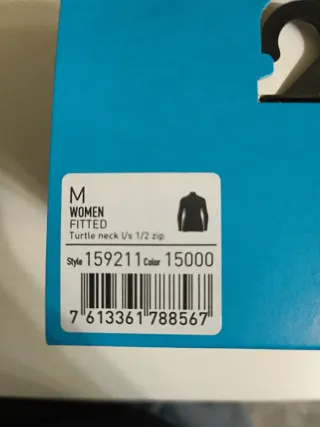 M
WOMEN
FITTED
Turtle neck l/s 1/2 zip
Style 159211 Color 15000
7 613361 788567